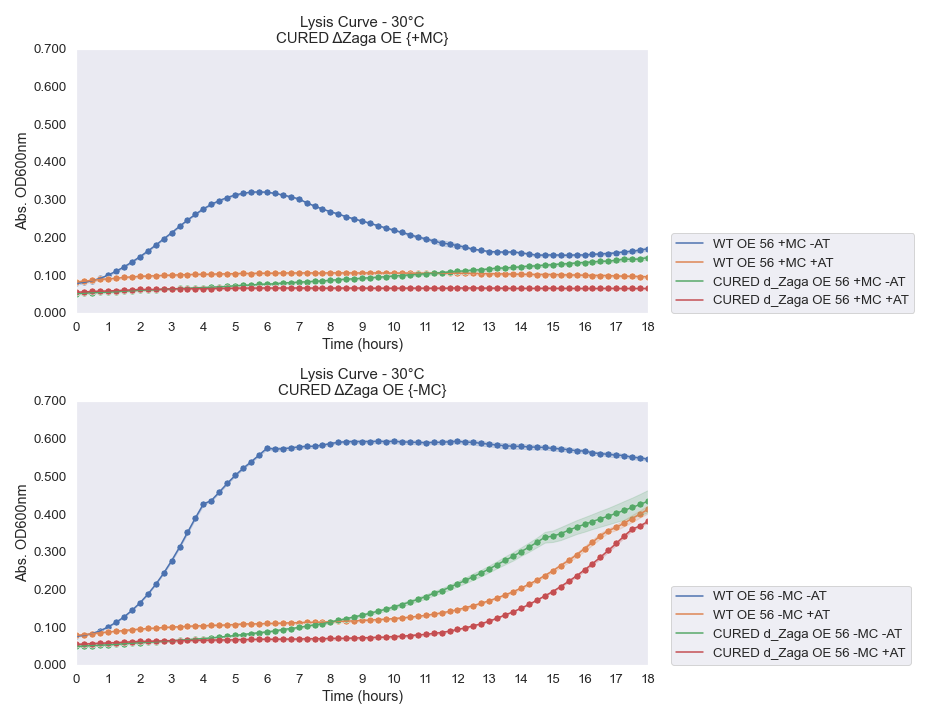 Lysis Curve - 30°C
CURED ΔZaga OE {+MC}
0.700
0.600
0.500
0.400
0.300
0.200
0.100
0.000
Abs. OD600nm
0 1 2 3 4 5 6 7 8 9 10 11 12 13 14 15 16 17 18
Time (hours)
WT OE 56 +MC -AT
WT OE 56 +MC +AT
CURED d_Zaga OE 56 +MC -AT
CURED d_Zaga OE 56 +MC +AT
Lysis Curve - 30°C
CURED ΔZaga OE {-MC}
0.700
0.600
0.500
0.400
0.300
0.200
0.100
0.000
Abs. OD600nm
0 1 2 3 4 5 6 7 8 9 10 11 12 13 14 15 16 17 18
Time (hours)
WT OE 56 -MC -AT
WT OE 56 -MC +AT
CURED d_Zaga OE 56 -MC -AT
CURED d_Zaga OE 56 -MC +AT